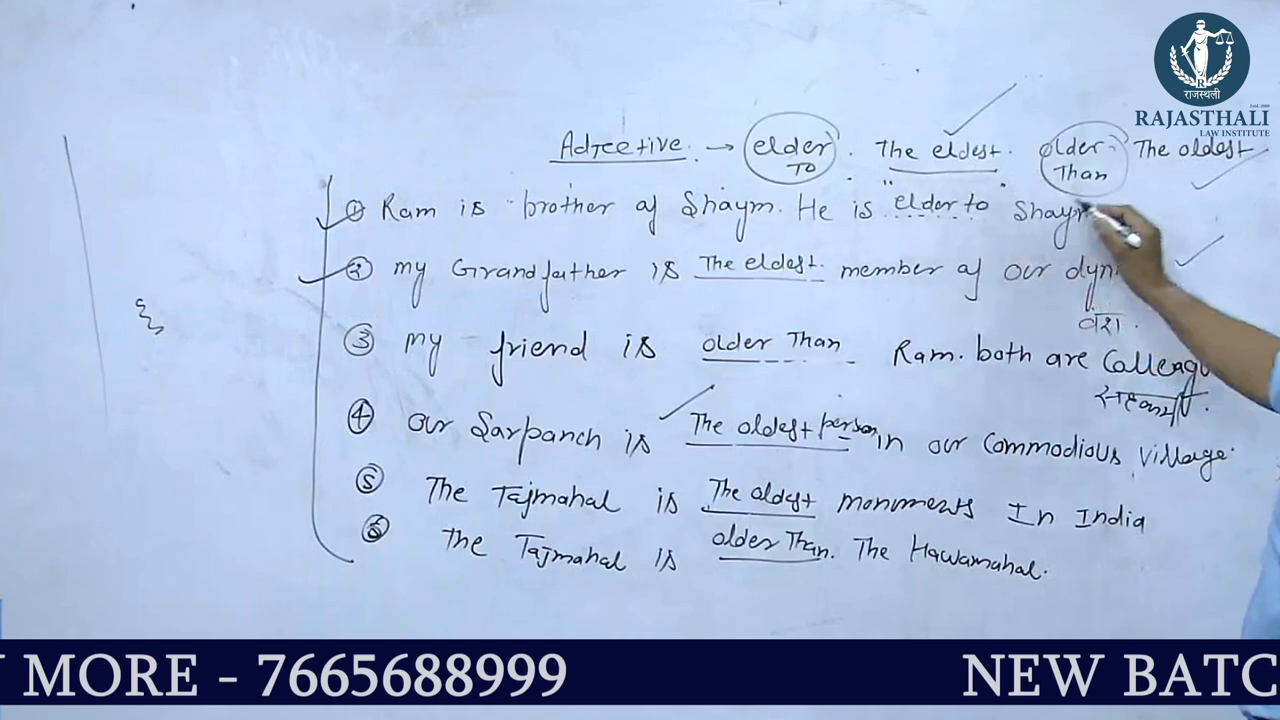 राजस्थली
Estd. 2008
RAJASTHALI
LAW INSTITUTE
Adjective. → elder TO. The eldest. older Than The oldest
① Ram is brother of Shaym. He is "elder to" Shaym
② my Grandfather is The eldest. member of our dyn
वंश.
③ my friend is older Than Ram. both are Colleagu
सहकर्मी.
④ our Sarpanch is The oldest person in our Commodious village.
⑤ The Tajmahal is The oldest monuments In India
⑥ The Tajmahal is older Than. The Hawamahal.
MORE - 7665688999 NEW BATC